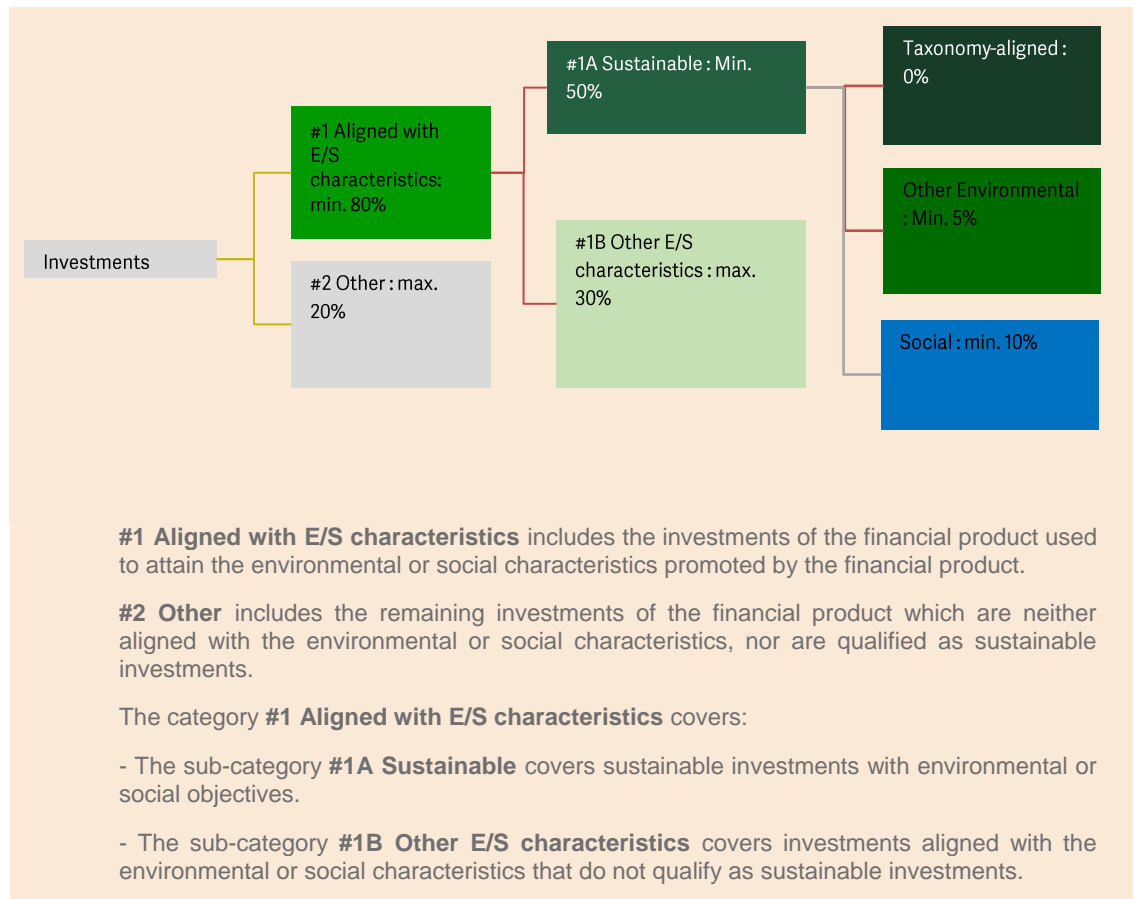 Investments
#1 Aligned with
E/S
characteristics:
min. 80%
#2 Other : max.
20%
#1A Sustainable : Min.
50%
#1B Other E/S
characteristics : max.
30%
Taxonomy-aligned :
0%
Other Environmental
: Min. 5%
Social : min. 10%
#1 Aligned with E/S characteristics includes the investments of the financial product used
to attain the environmental or social characteristics promoted by the financial product.
#2 Other includes the remaining investments of the financial product which are neither
aligned with the environmental or social characteristics, nor are qualified as sustainable
investments.
The category #1 Aligned with E/S characteristics covers:
- The sub-category #1A Sustainable covers sustainable investments with environmental or
social objectives.
- The sub-category #1B Other E/S characteristics covers investments aligned with the
environmental or social characteristics that do not qualify as sustainable investments.